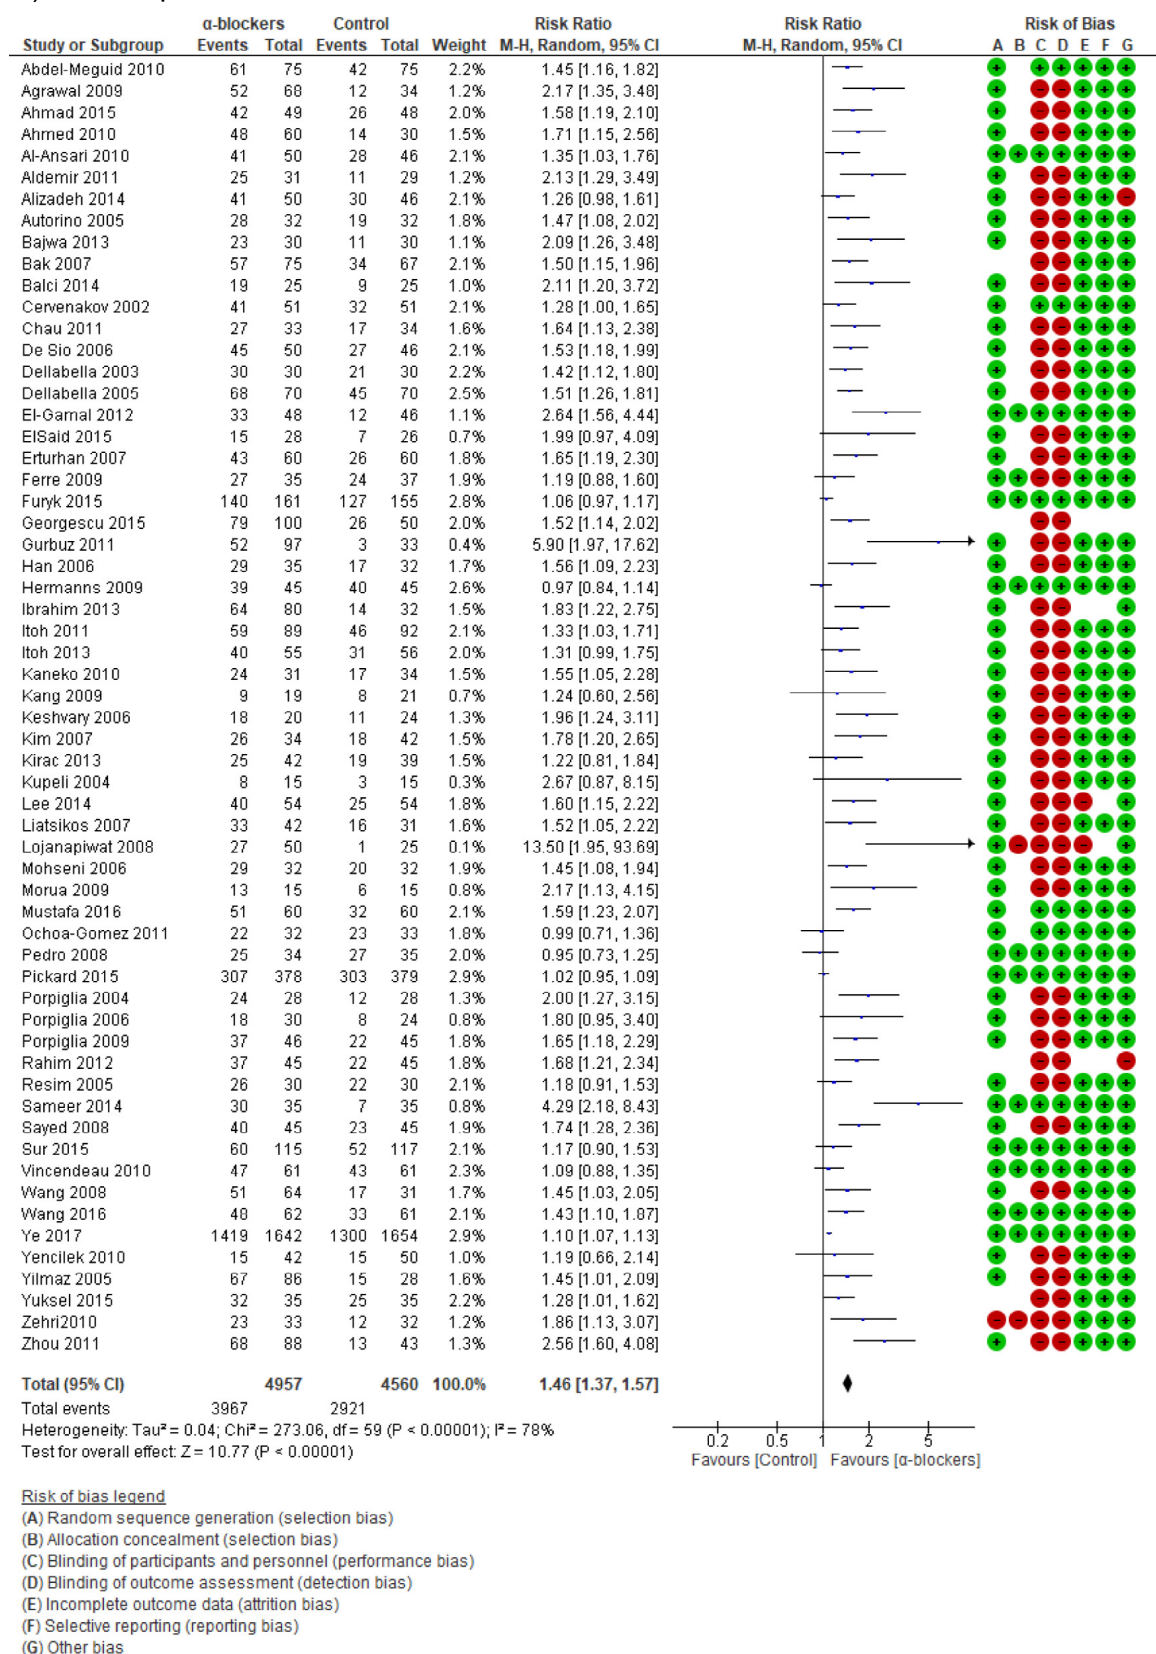 α-blockers Control Risk Ratio Risk Ratio Risk of Bias
Study or Subgroup Events Total Events Total Weight M-H, Random, 95% CI M-H, Random, 95% CI A B C D E F G
Abdel-Meguid 2010 61 75 42 75 2.2% 1.45 [1.16, 1.82]
Agrawal 2009 52 68 12 34 1.2% 2.17 [1.35, 3.48]
Ahmad 2015 42 49 26 48 2.0% 1.58 [1.19, 2.10]
Ahmed 2010 48 60 14 30 1.5% 1.71 [1.15, 2.56]
Al-Ansari 2010 41 50 28 46 2.1% 1.35 [1.03, 1.76]
Aldemir 2011 25 31 11 29 1.2% 2.13 [1.29, 3.49]
Alizadeh 2014 41 50 30 46 2.1% 1.26 [0.98, 1.61]
Autorino 2005 28 32 19 32 1.8% 1.47 [1.08, 2.02]
Bajwa 2013 23 30 11 30 1.1% 2.09 [1.26, 3.48]
Bak 2007 57 75 34 67 2.1% 1.50 [1.15, 1.96]
Balci 2014 19 25 9 25 1.0% 2.11 [1.20, 3.72]
Cervenakov 2002 41 51 32 51 2.1% 1.28 [1.00, 1.65]
Chau 2011 27 33 17 34 1.6% 1.64 [1.13, 2.38]
De Sio 2006 45 50 27 46 2.1% 1.53 [1.18, 1.99]
Dellabella 2003 30 30 21 30 2.2% 1.42 [1.12, 1.80]
Dellabella 2005 68 70 45 70 2.5% 1.51 [1.26, 1.81]
El-Gamal 2012 33 48 12 46 1.1% 2.64 [1.56, 4.44]
ElSaid 2015 15 28 7 26 0.7% 1.99 [0.97, 4.09]
Erturhan 2007 43 60 26 60 1.8% 1.65 [1.19, 2.30]
Ferre 2009 27 35 24 37 1.9% 1.19 [0.88, 1.60]
Furyk 2015 140 161 127 155 2.8% 1.06 [0.97, 1.17]
Georgescu 2015 79 100 26 50 2.0% 1.52 [1.14, 2.02]
Gurbuz 2011 52 97 3 33 0.4% 5.90 [1.97, 17.62]
Han 2006 29 35 17 32 1.7% 1.56 [1.09, 2.23]
Hermanns 2009 39 45 40 45 2.6% 0.97 [0.84, 1.14]
Ibrahim 2013 64 80 14 32 1.5% 1.83 [1.22, 2.75]
Itoh 2011 59 89 46 92 2.1% 1.33 [1.03, 1.71]
Itoh 2013 40 55 31 56 2.0% 1.31 [0.99, 1.75]
Kaneko 2010 24 31 17 34 1.6% 1.55 [1.05, 2.28]
Kang 2009 9 19 8 21 0.7% 1.24 [0.60, 2.56]
Keshvary 2006 18 20 11 24 1.3% 1.96 [1.24, 3.11]
Kim 2007 26 34 18 42 1.5% 1.78 [1.20, 2.65]
Kirac 2013 25 42 19 39 1.5% 1.22 [0.81, 1.84]
Kupeli 2004 8 15 3 15 0.3% 2.67 [0.87, 8.15]
Lee 2014 40 54 25 54 1.8% 1.60 [1.15, 2.22]
Liatsikos 2007 33 42 16 31 1.6% 1.52 [1.05, 2.22]
Lojanapiwat 2008 27 50 1 25 0.1% 13.50 [1.95, 93.69]
Mohseni 2006 29 32 20 32 1.9% 1.45 [1.08, 1.94]
Morua 2009 13 15 6 15 0.8% 2.17 [1.13, 4.15]
Mustafa 2016 51 60 32 60 2.1% 1.59 [1.23, 2.07]
Ochoa-Gomez 2011 22 32 23 33 1.8% 0.99 [0.71, 1.36]
Pedro 2008 25 34 27 35 2.0% 0.95 [0.73, 1.25]
Pickard 2015 307 378 303 379 2.9% 1.02 [0.95, 1.09]
Porpiglia 2004 24 28 12 28 1.3% 2.00 [1.27, 3.15]
Porpiglia 2006 18 30 8 24 0.8% 1.80 [0.95, 3.40]
Porpiglia 2009 37 46 22 45 1.8% 1.65 [1.18, 2.29]
Rahim 2012 37 45 22 45 1.8% 1.68 [1.21, 2.34]
Resim 2005 26 30 22 30 2.1% 1.18 [0.91, 1.53]
Sameer 2014 30 35 7 35 0.8% 4.29 [2.18, 8.43]
Sayed 2008 40 45 23 45 1.9% 1.74 [1.28, 2.36]
Sur 2015 60 115 52 117 2.1% 1.17 [0.90, 1.53]
Vincendeau 2010 47 61 43 61 2.3% 1.09 [0.88, 1.35]
Wang 2008 51 64 17 31 1.7% 1.45 [1.03, 2.05]
Wang 2016 48 62 33 61 2.1% 1.43 [1.10, 1.87]
Ye 2017 1419 1642 1300 1654 2.9% 1.10 [1.07, 1.13]
Yencilek 2010 15 42 15 50 1.0% 1.19 [0.66, 2.14]
Yilmaz 2005 67 86 15 28 1.6% 1.45 [1.01, 2.09]
Yuksel 2015 32 35 25 35 2.2% 1.28 [1.01, 1.62]
Zehri2010 23 33 12 32 1.1% 1.86 [1.13, 3.07]
Zhou 2011 68 88 13 43 1.3% 2.56 [1.60, 4.08]
Total (95% CI) 4957 4560 100.0% 1.46 [1.37, 1.57]
Total events 3967 2921
Heterogeneity: Tau² = 0.04; Chi² = 273.06, df = 59 (P < 0.00001); I² = 78%
Test for overall effect: Z = 10.77 (P < 0.00001)
0.2 0.5 1 2 5
Favours [Control] Favours [α-blockers]
Risk of bias legend
(A) Random sequence generation (selection bias)
(B) Allocation concealment (selection bias)
(C) Blinding of participants and personnel (performance bias)
(D) Blinding of outcome assessment (detection bias)
(E) Incomplete outcome data (attrition bias)
(F) Selective reporting (reporting bias)
(G) Other bias